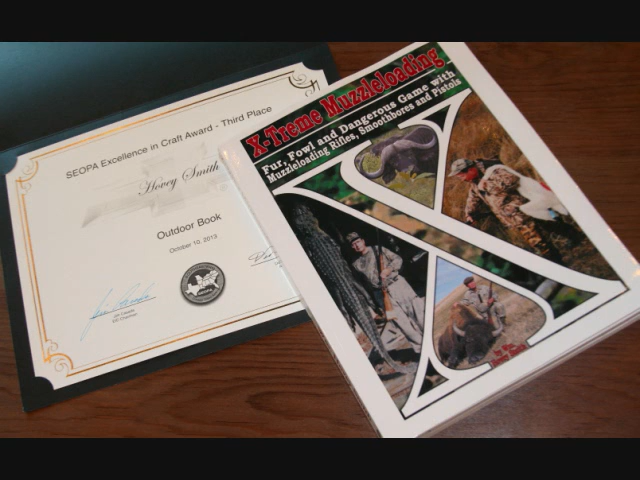 SEOPA Excellence in Craft Award - Third Place
Hovey Smith
Outdoor Book
October 10, 2013
X-Treme Muzzleloading
Fur, Fowl and Dangerous Game with
Muzzleloading Rifles, Smoothbores and Pistols